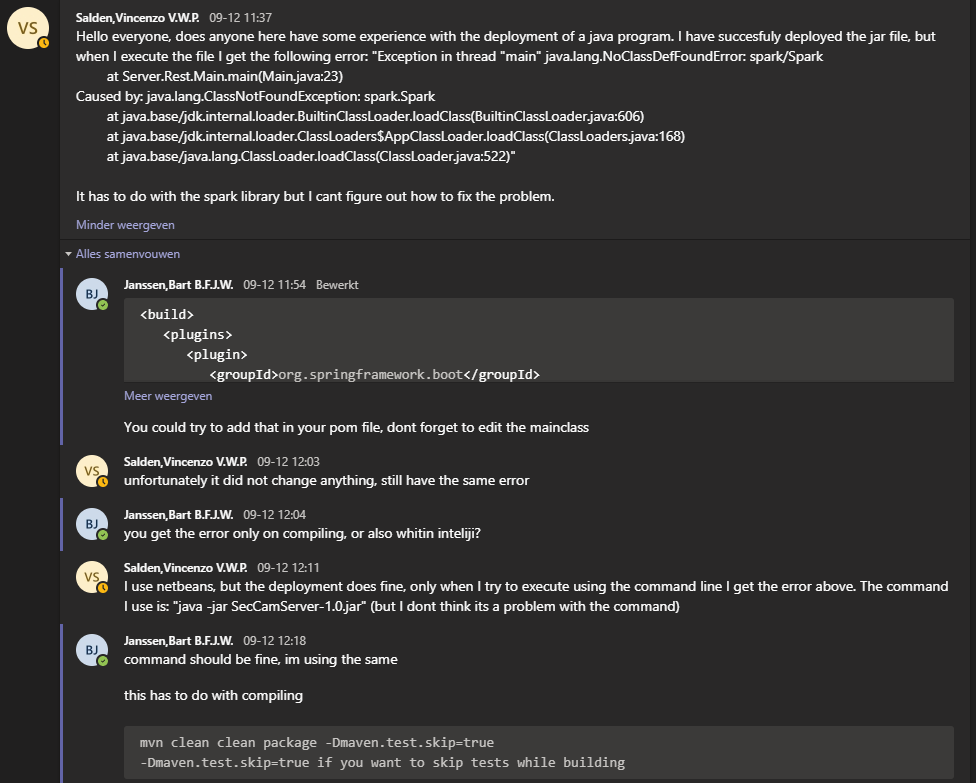 VS
Salden,Vincenzo V.W.P. 09-12 11:37
Hello everyone, does anyone here have some experience with the deployment of a java program. I have succesfuly deployed the jar file, but
when I execute the file I get the following error: "Exception in thread "main" java.lang.NoClassDefFoundError: spark/Spark
at Server.Rest.Main.main(Main.java:23)
Caused by: java.lang.ClassNotFoundException: spark.Spark
at java.base/jdk.internal.loader.BuiltinClassLoader.loadClass(BuiltinClassLoader.java:606)
at java.base/jdk.internal.loader.ClassLoaders$AppClassLoader.loadClass(ClassLoaders.java:168)
at java.base/java.lang.ClassLoader.loadClass(ClassLoader.java:522)"
It has to do with the spark library but I cant figure out how to fix the problem.
Minder weergeven
Alles samenvouwen
BJ
Janssen,Bart B.F.J.W. 09-12 11:54 Bewerkt
<build>
<plugins>
<plugin>
<groupId>org.springframework.boot</groupId>
Meer weergeven
You could try to add that in your pom file, dont forget to edit the mainclass
VS
Salden,Vincenzo V.W.P. 09-12 12:03
unfortunately it did not change anything, still have the same error
BJ
Janssen,Bart B.F.J.W. 09-12 12:04
you get the error only on compiling, or also whitin inteliji?
VS
Salden,Vincenzo V.W.P. 09-12 12:11
I use netbeans, but the deployment does fine, only when I try to execute using the command line I get the error above. The command
I use is: "java -jar SecCamServer-1.0.jar" (but I dont think its a problem with the command)
BJ
Janssen,Bart B.F.J.W. 09-12 12:18
command should be fine, im using the same
this has to do with compiling
mvn clean clean package -Dmaven.test.skip=true
-Dmaven.test.skip=true if you want to skip tests while building